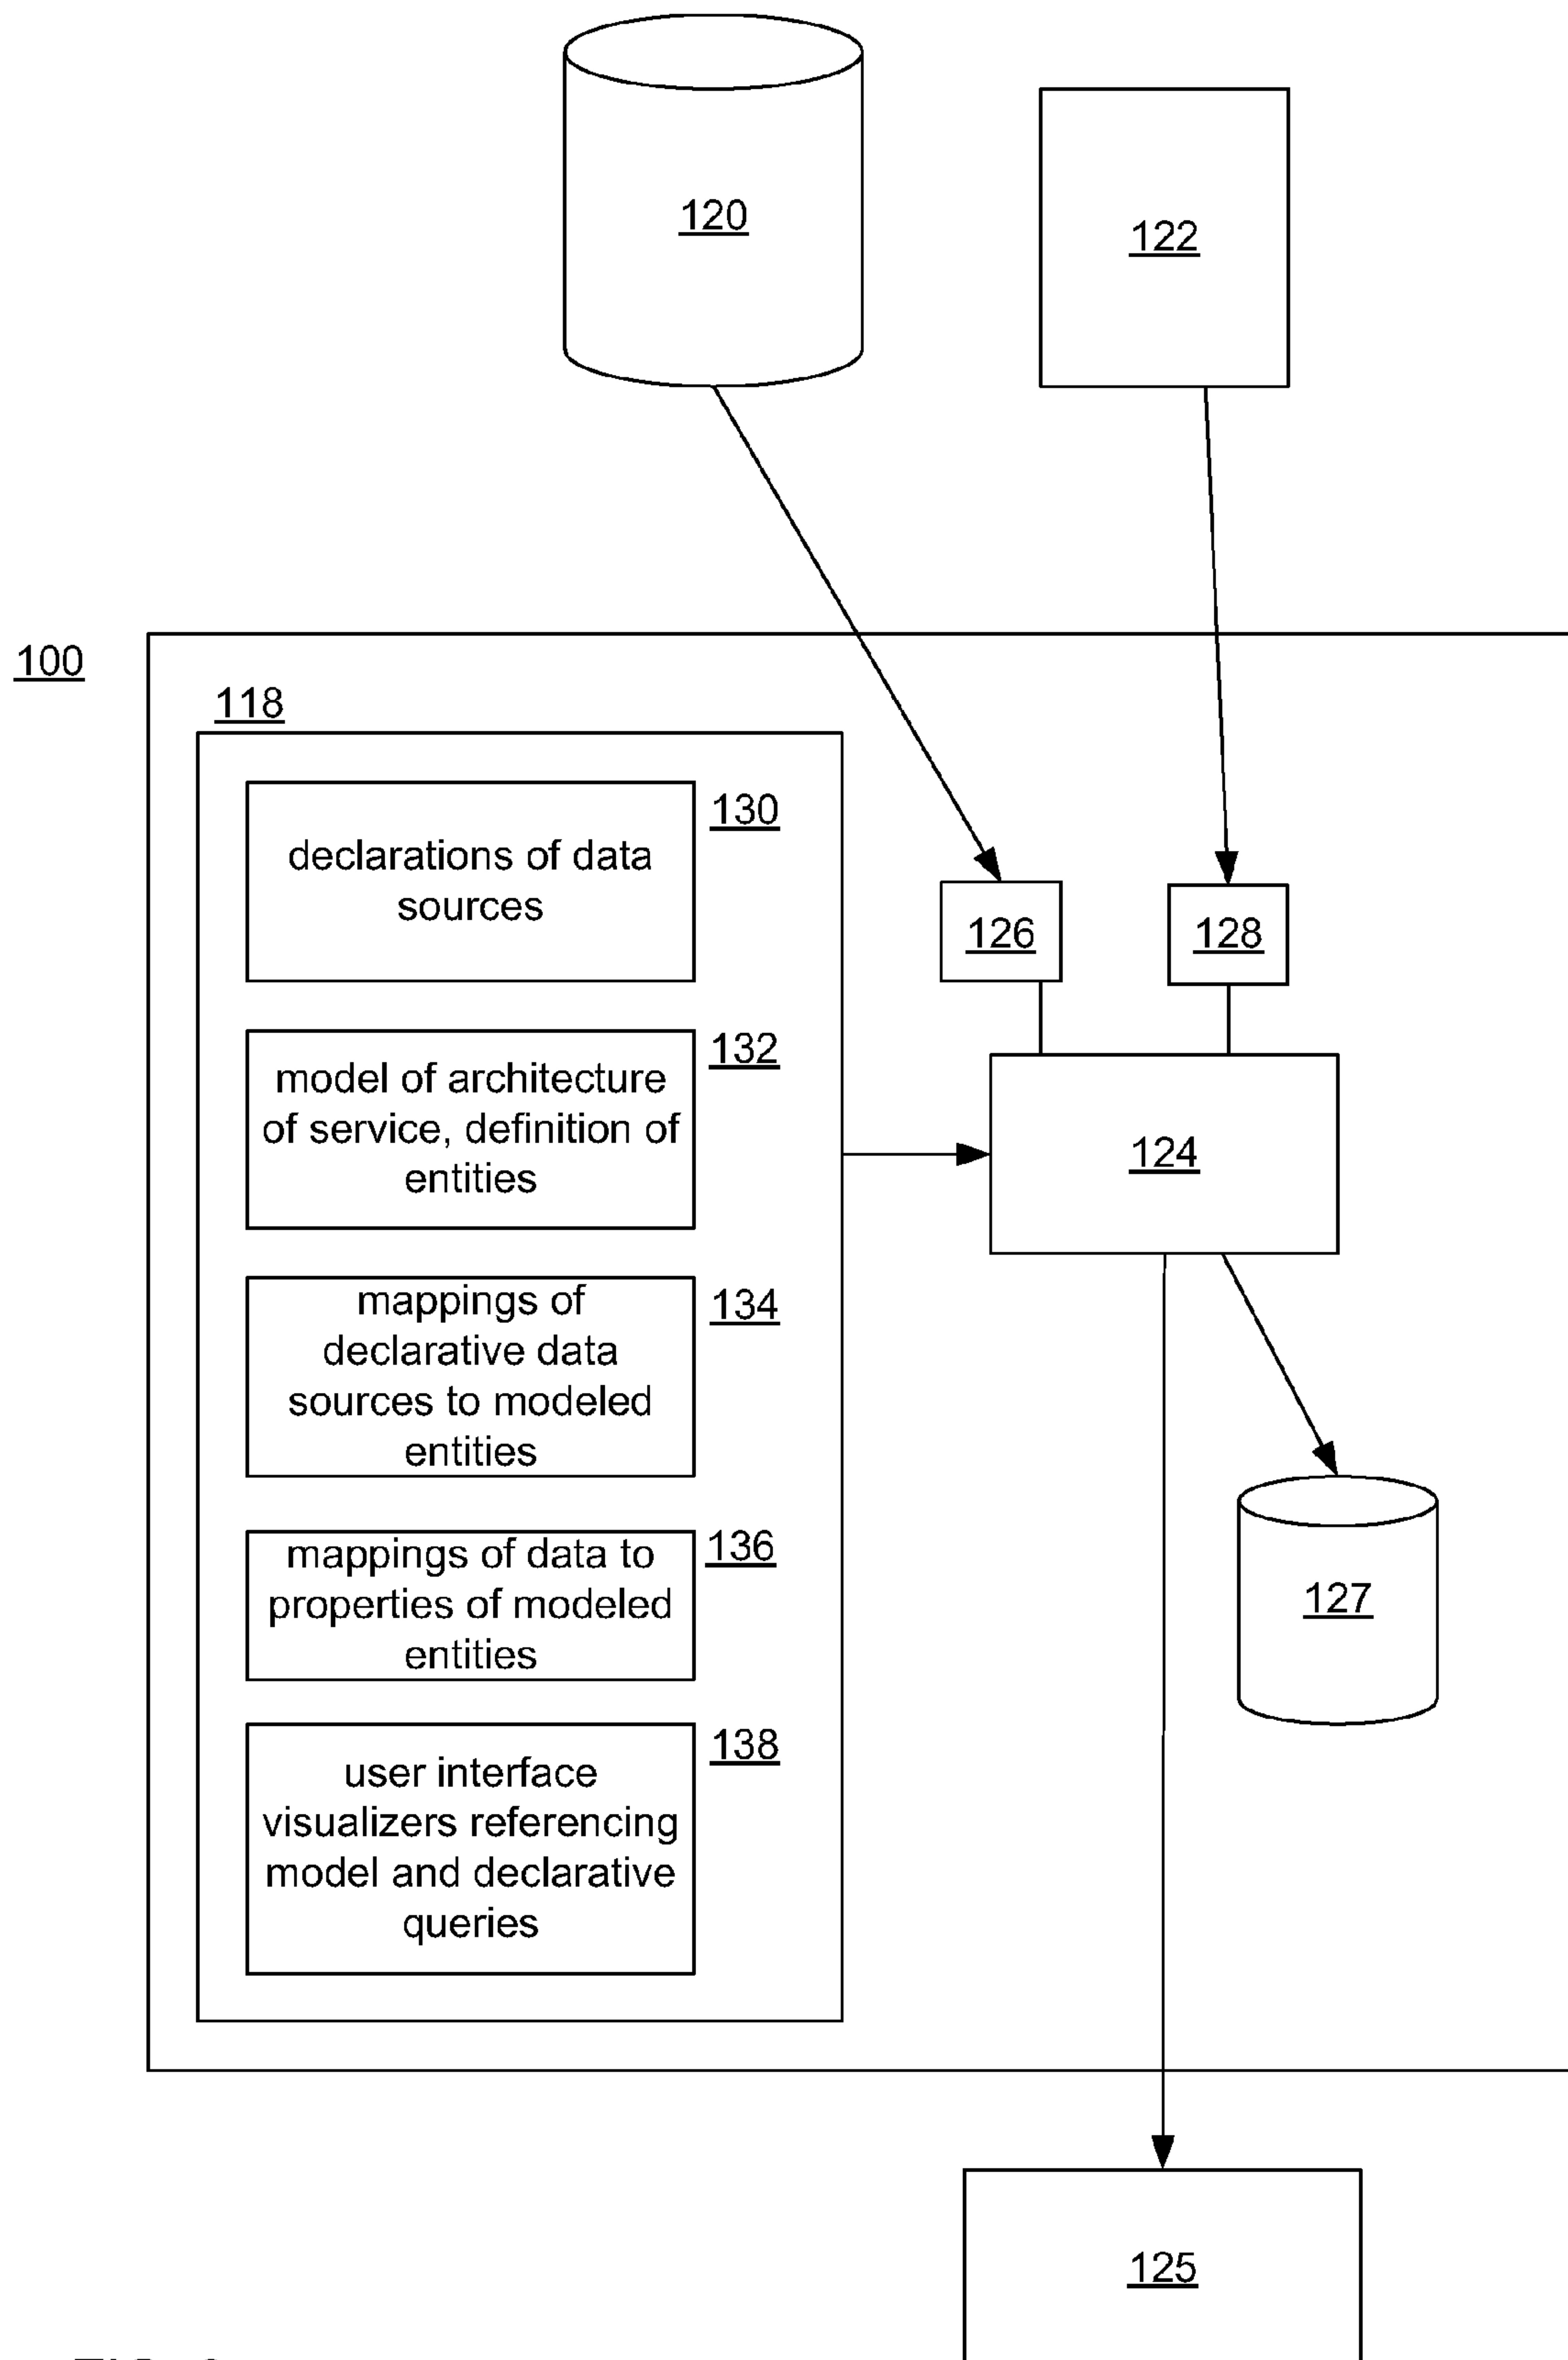 120
122
100
118
130
declarations of data
sources
126
128
132
model of architecture
of service, definition of
entities
124
134
mappings of
declarative data
sources to modeled
entities
136
mappings of data to
properties of modeled
entities
127
138
user interface
visualizers referencing
model and declarative
queries
125